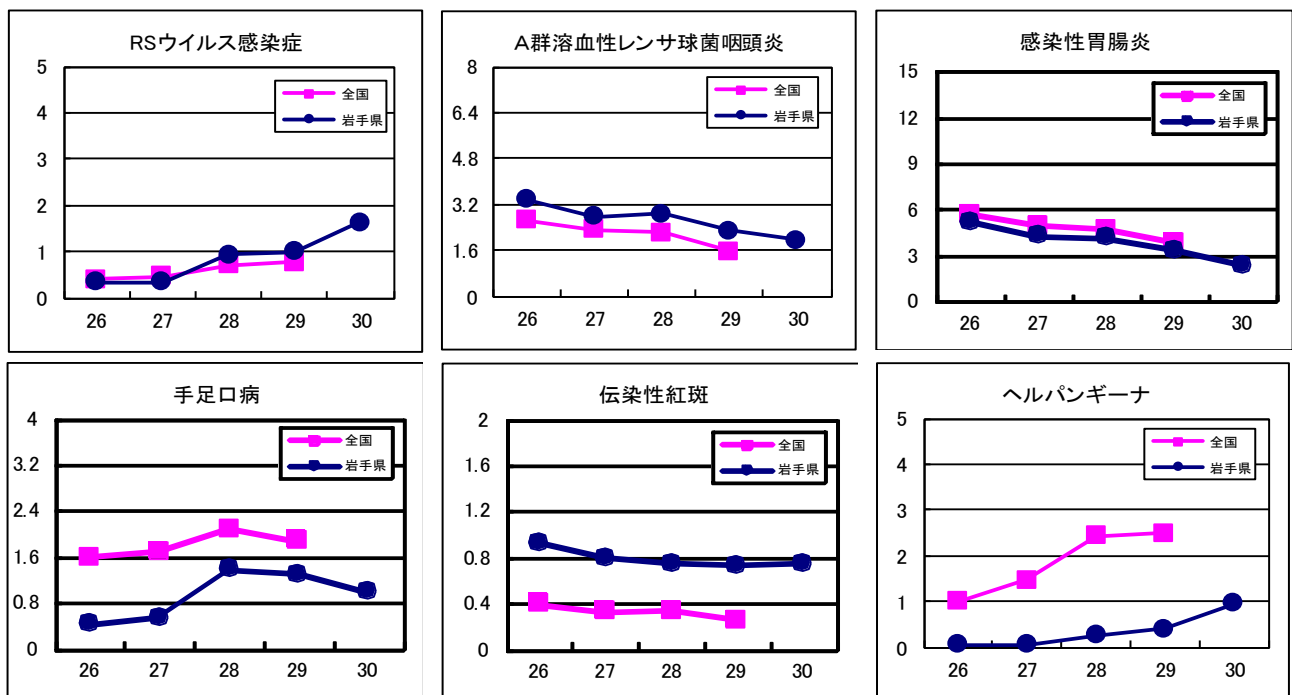 RSウイルス感染症
5
4
3
2
1
0
全国
岩手県
26 27 28 29 30
A群溶血性レンサ球菌咽頭炎
8
6.4
4.8
3.2
1.6
0
全国
岩手県
26 27 28 29 30
感染性胃腸炎
15
12
9
6
3
0
全国
岩手県
26 27 28 29 30
手足口病
4
3.2
2.4
1.6
0.8
0
全国
岩手県
26 27 28 29 30
伝染性紅斑
2
1.6
1.2
0.8
0.4
0
全国
岩手県
26 27 28 29 30
ヘルパンギーナ
5
4
3
2
1
0
全国
岩手県
26 27 28 29 30